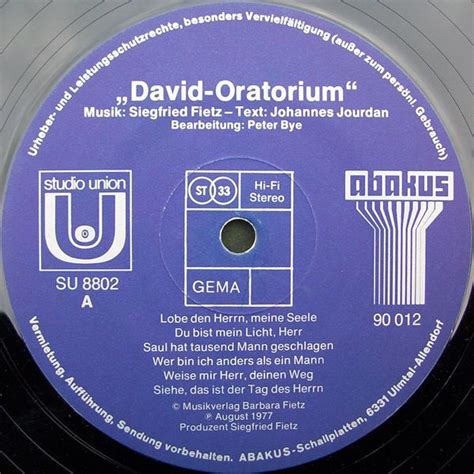 Urheber- und Leistungsschutzrechte, besonders Vervielfältigung (außer zum persönl. Gebrauch)
„David-Oratorium“
Musik: Siegfried Fietz – Text: Johannes Jourdan
Bearbeitung: Peter Bye
studio union
U
SU 8802
A
ST 33
Hi-Fi
Stereo
GEMA
abakus
90 012
Lobe den Herrn, meine Seele
Du bist mein Licht, Herr
Saul hat tausend Mann geschlagen
Wer bin ich anders als ein Mann
Weise mir Herr, deinen Weg
Siehe, das ist der Tag des Herrn
© Musikverlag Barbara Fietz
℗ August 1977
Produzent Siegfried Fietz
Vermietung, Aufführung, Sendung vorbehalten. ABAKUS-Schallplatten, 6331 Ulmtal-Allendorf